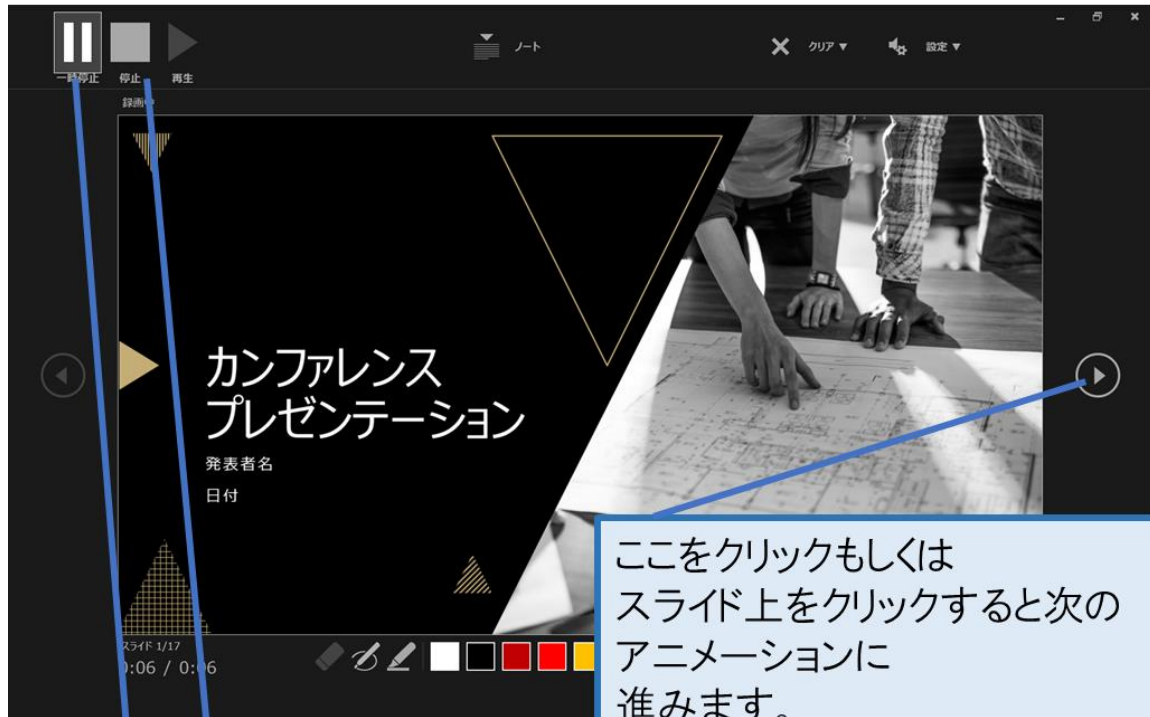 一時停止
停止
再生
ノート
クリア
設定
録画中
カンファレンス
プレゼンテーション
発表者名
日付
スライド 1/17
0:06 / 0:06
ここをクリックもしくは
スライド上をクリックすると次の
アニメーションに
進みます。